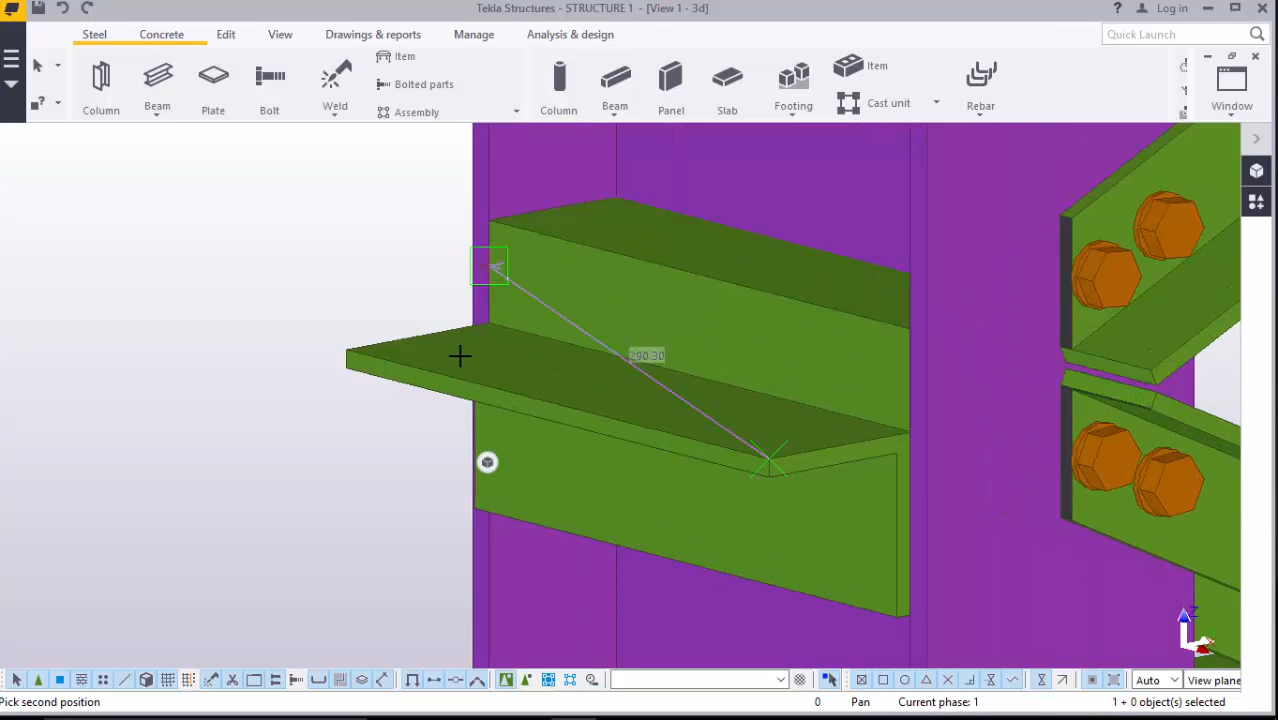 Tekla Structures - STRUCTURE 1 - [View 1 - 3d]
Log in
Steel
Concrete
Edit
View
Drawings & reports
Manage
Analysis & design
Quick Launch
Column
Beam
Plate
Bolt
Weld
Item
Bolted parts
Assembly
Column
Beam
Panel
Slab
Footing
Item
Cast unit
Rebar
Window
290.30
Z
Auto
View plane
Pick second position
0
Pan
Current phase: 1
1 + 0 object(s) selected